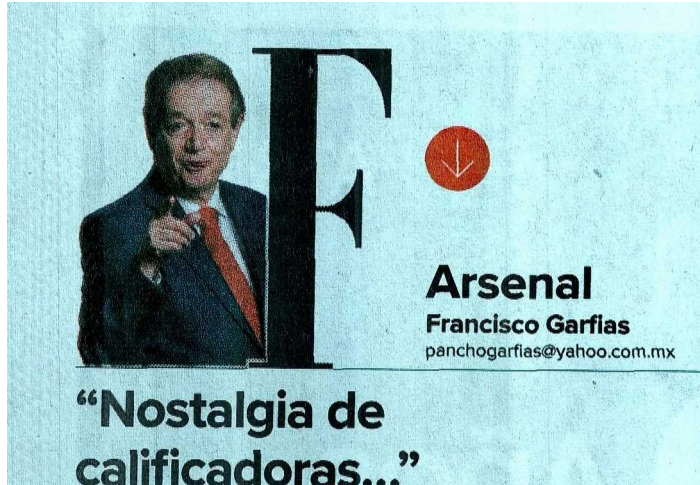 F
Arsenal
Francisco Garfias
panchogarfias@yahoo.com.mx
“Nostalgia de
calificadoras...”